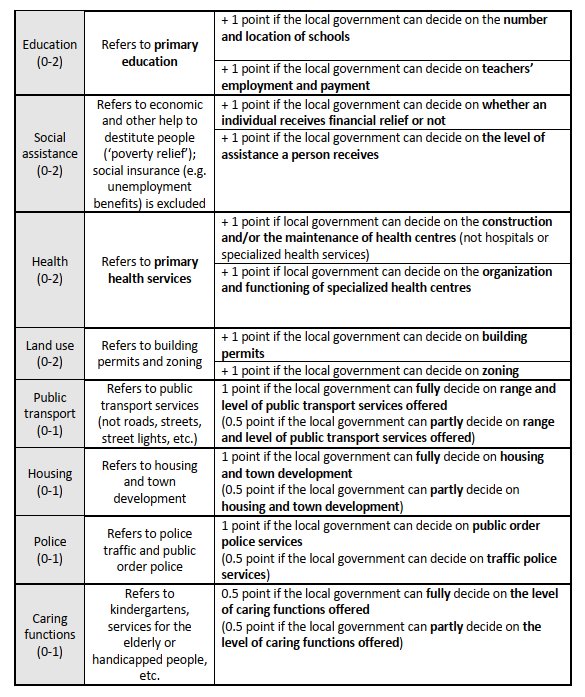 Education
(0-2)
Refers to primary
education
+ 1 point if the local government can decide on the number
and location of schools
+ 1 point if the local government can decide on teachers’
employment and payment
Social
assistance
(0-2)
Refers to economic
and other help to
destitute people
(‘poverty relief’);
social insurance (e.g.
unemployment
benefits) is excluded
+ 1 point if the local government can decide on whether an
individual receives financial relief or not
+ 1 point if the local government can decide on the level of
assistance a person receives
Health
(0-2)
Refers to primary
health services
+ 1 point if local government can decide on the construction
and/or the maintenance of health centres (not hospitals or
specialized health services)
+ 1 point if local government can decide on the organization
and functioning of specialized health centres
Land use
(0-2)
Refers to building
permits and zoning
+ 1 point if the local government can decide on building
permits
+ 1 point if the local government can decide on zoning
Public
transport
(0-1)
Refers to public
transport services
(not roads, streets,
street lights, etc.)
1 point if the local government can fully decide on range and
level of public transport services offered
(0.5 point if the local government can partly decide on range
and level of public transport services offered)
Housing
(0-1)
Refers to housing
and town
development
1 point if the local government can fully decide on housing
and town development
(0.5 point if the local government can partly decide on
housing and town development)
Police
(0-1)
Refers to police
traffic and public
order police
1 point if the local government can decide on public order
police services
(0.5 point if the local government can decide on traffic police
services)
Caring
functions
(0-1)
Refers to
kindergartens,
services for the
elderly or
handicapped people,
etc.
0.5 point if the local government can fully decide on the level
of caring functions offered
(0.5 point if the local government can partly decide on the
level of caring functions offered)